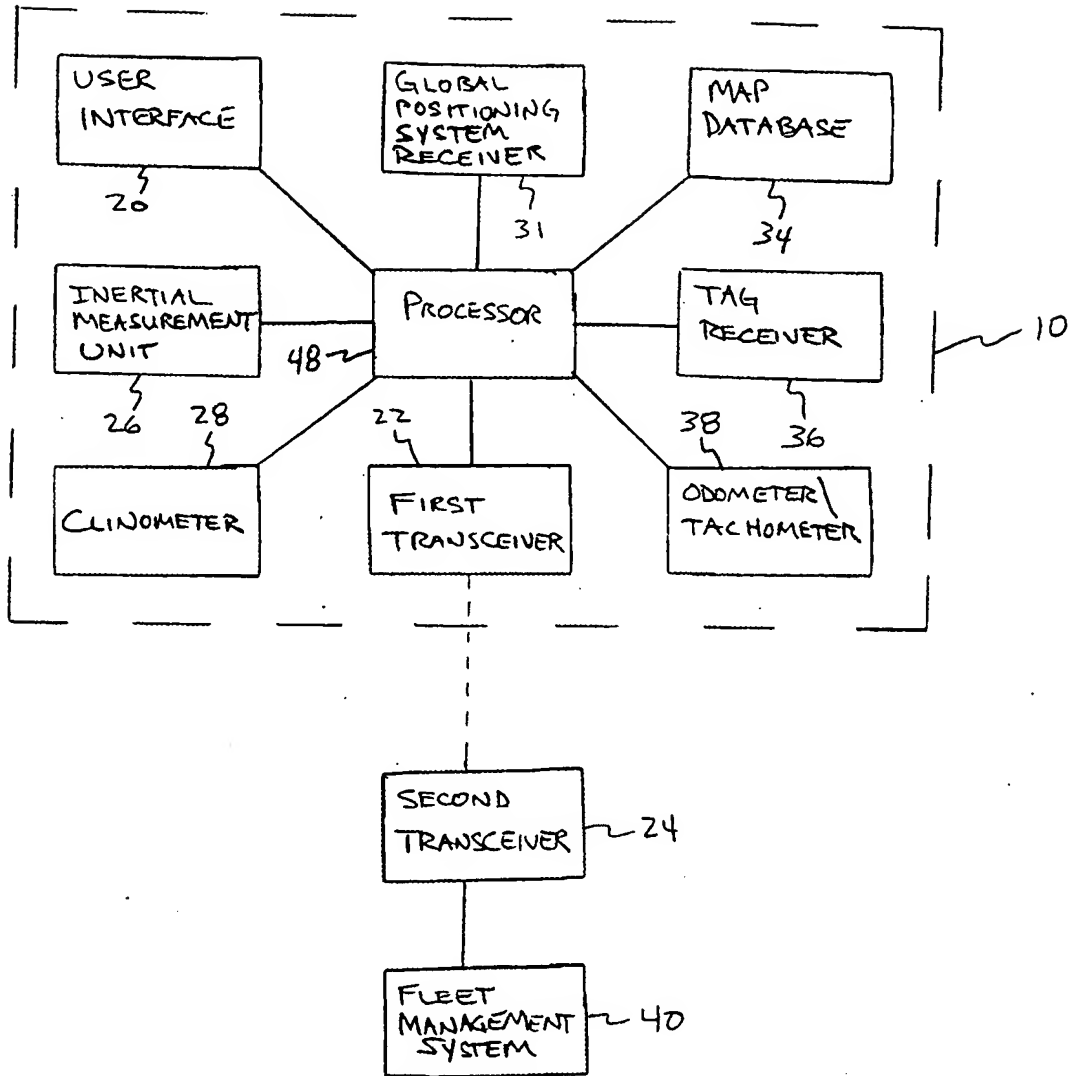 USER
INTERFACE
20
GLOBAL
POSITIONING
SYSTEM
RECEIVER
31
MAP
DATABASE
34
INERTIAL
MEASUREMENT
UNIT
26
PROCESSOR
48
TAG
RECEIVER
36
10
28
CLINOMETER
22
FIRST
TRANSCEIVER
38
ODOMETER\
TACHOMETER
SECOND
TRANSCEIVER
24
FLEET
MANAGEMENT
SYSTEM
40